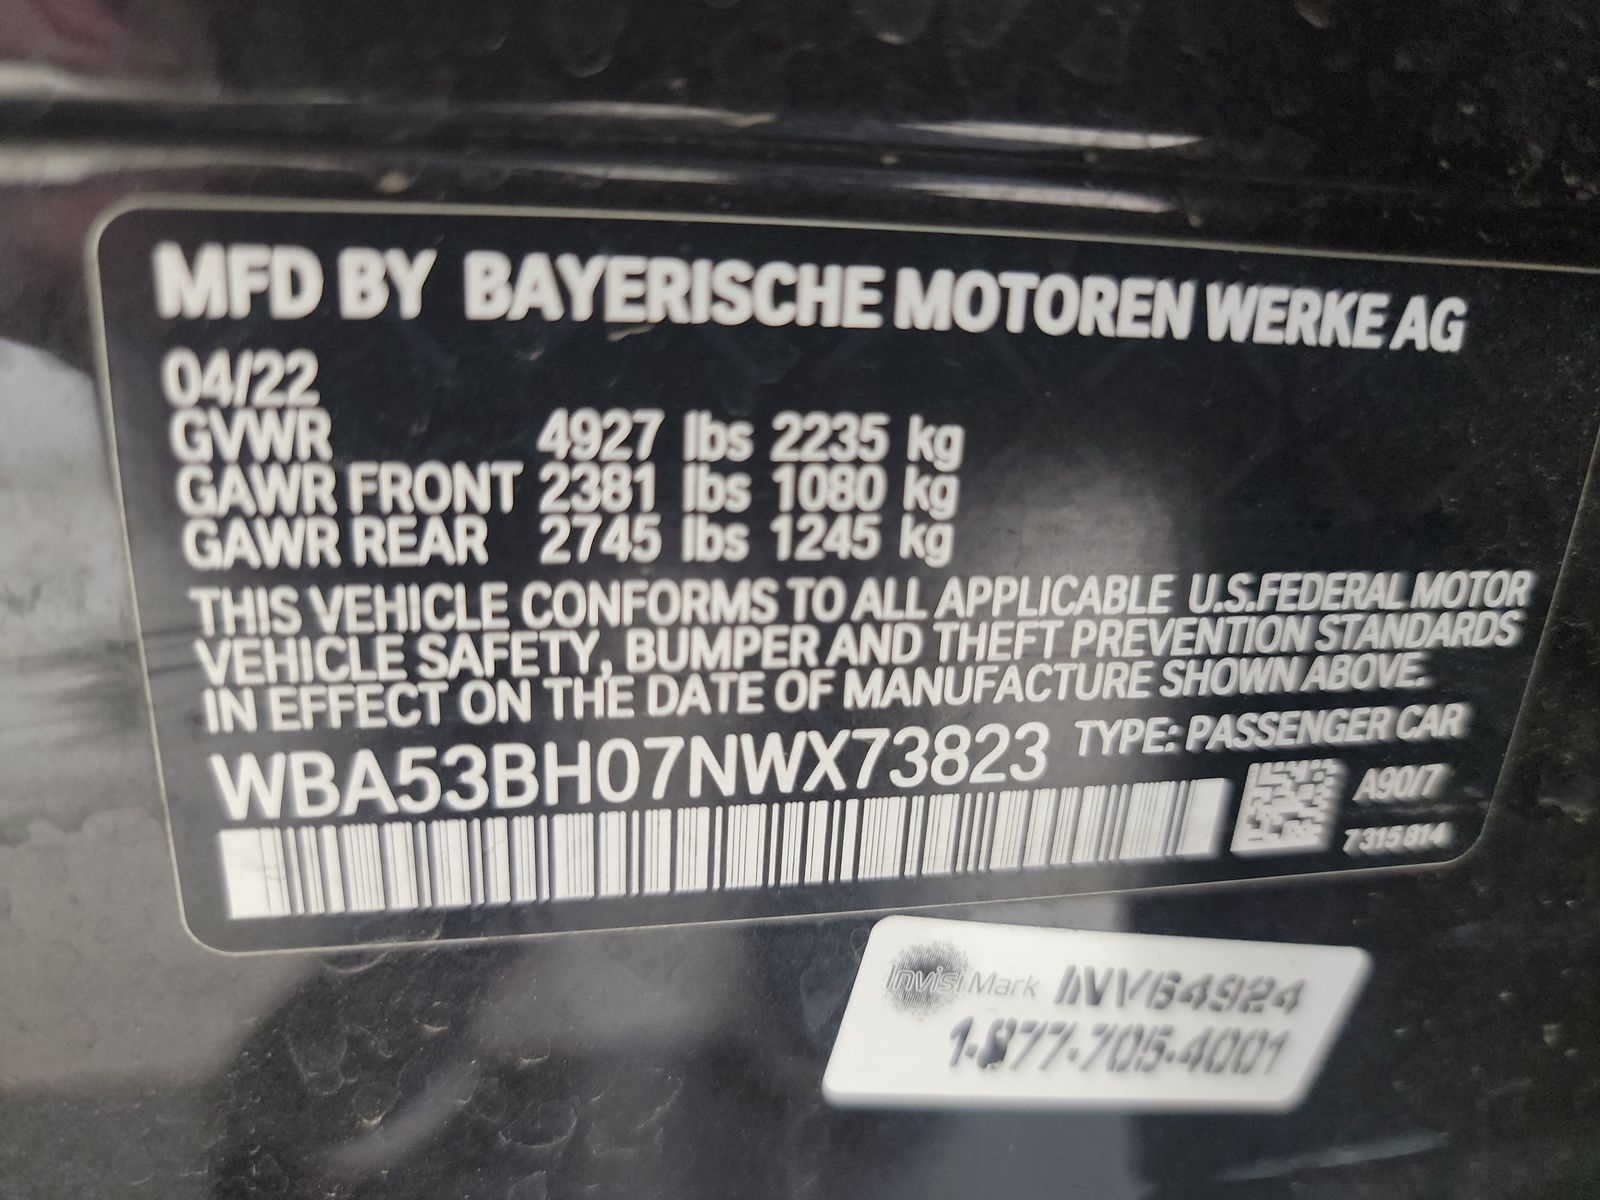 MFD BY BAYERISCHE MOTOREN WERKE AG
04/22
GVWR 4927 lbs 2235 kg
GAWR FRONT 2381 lbs 1080 kg
GAWR REAR 2745 lbs 1245 kg
THIS VEHICLE CONFORMS TO ALL APPLICABLE U.S.FEDERAL MOTOR
VEHICLE SAFETY, BUMPER AND THEFT PREVENTION STANDARDS
IN EFFECT ON THE DATE OF MANUFACTURE SHOWN ABOVE.
WBA53BH07NWX73823 TYPE: PASSENGER CAR
A90/7
7315814
InvisiMark INV64924
1-877-705-4001